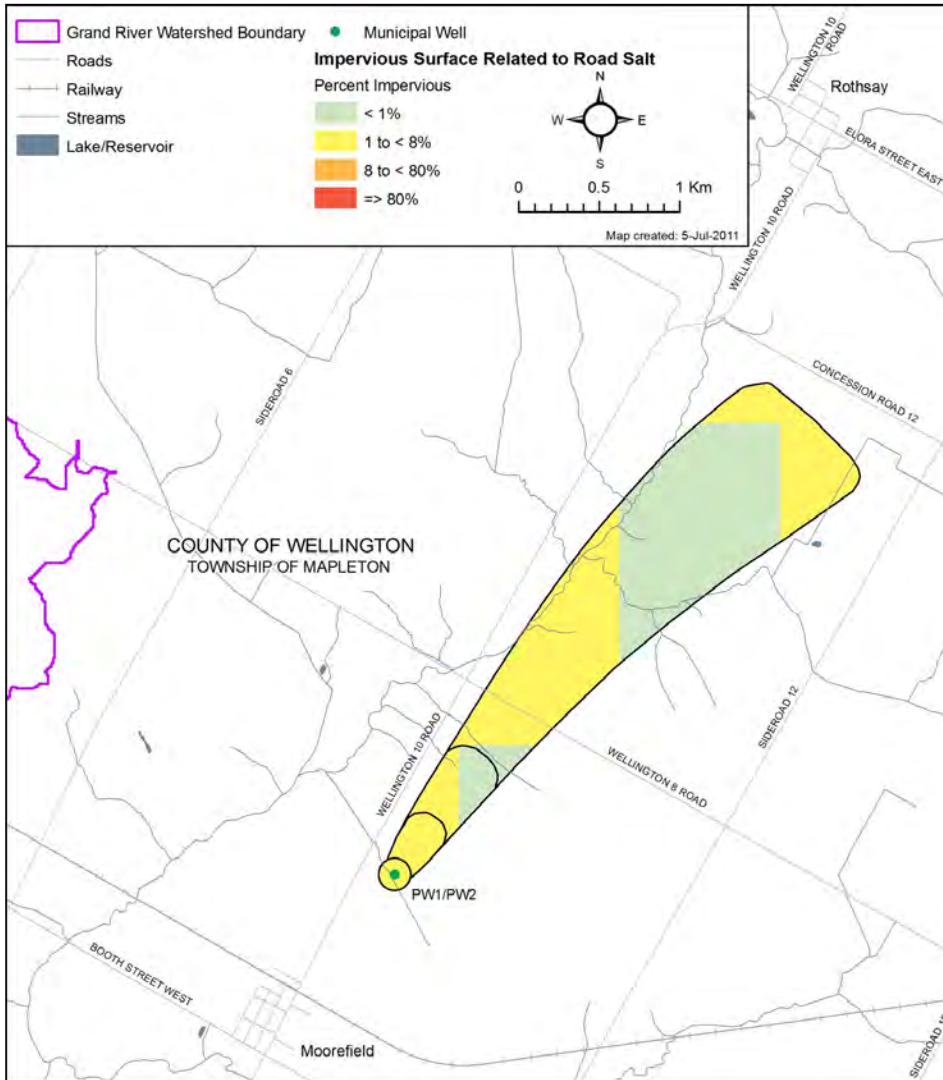 Grand River Watershed Boundary
Roads
Railway
Streams
Lake/Reservoir
Municipal Well
Impervious Surface Related to Road Salt
Percent Impervious
< 1%
1 to < 8%
8 to < 80%
=> 80%
N
W E
S
0 0.5 1 Km
Map created: 5-Jul-2011
WELLINGTON 10
ROAD
Rothsay
ELORA STREET EAST
WELLINGTON 10 ROAD
SIDEROAD 6
CONCESSION ROAD 12
COUNTY OF WELLINGTON
TOWNSHIP OF MAPLETON
WELLINGTON 10 ROAD
SIDEROAD 12
WELLINGTON 8 ROAD
PW1/PW2
BOOTH STREET WEST
Moorefield